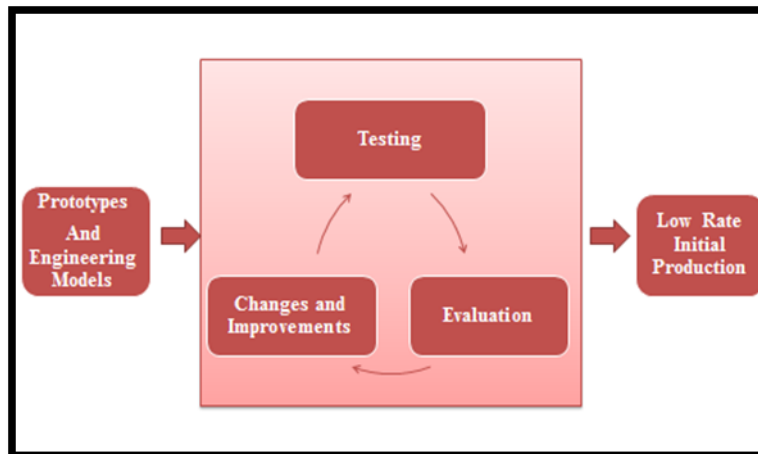 Testing
Prototypes
And
Engineering
Models
Low Rate
Initial
Production
Changes and
Improvements
Evaluation